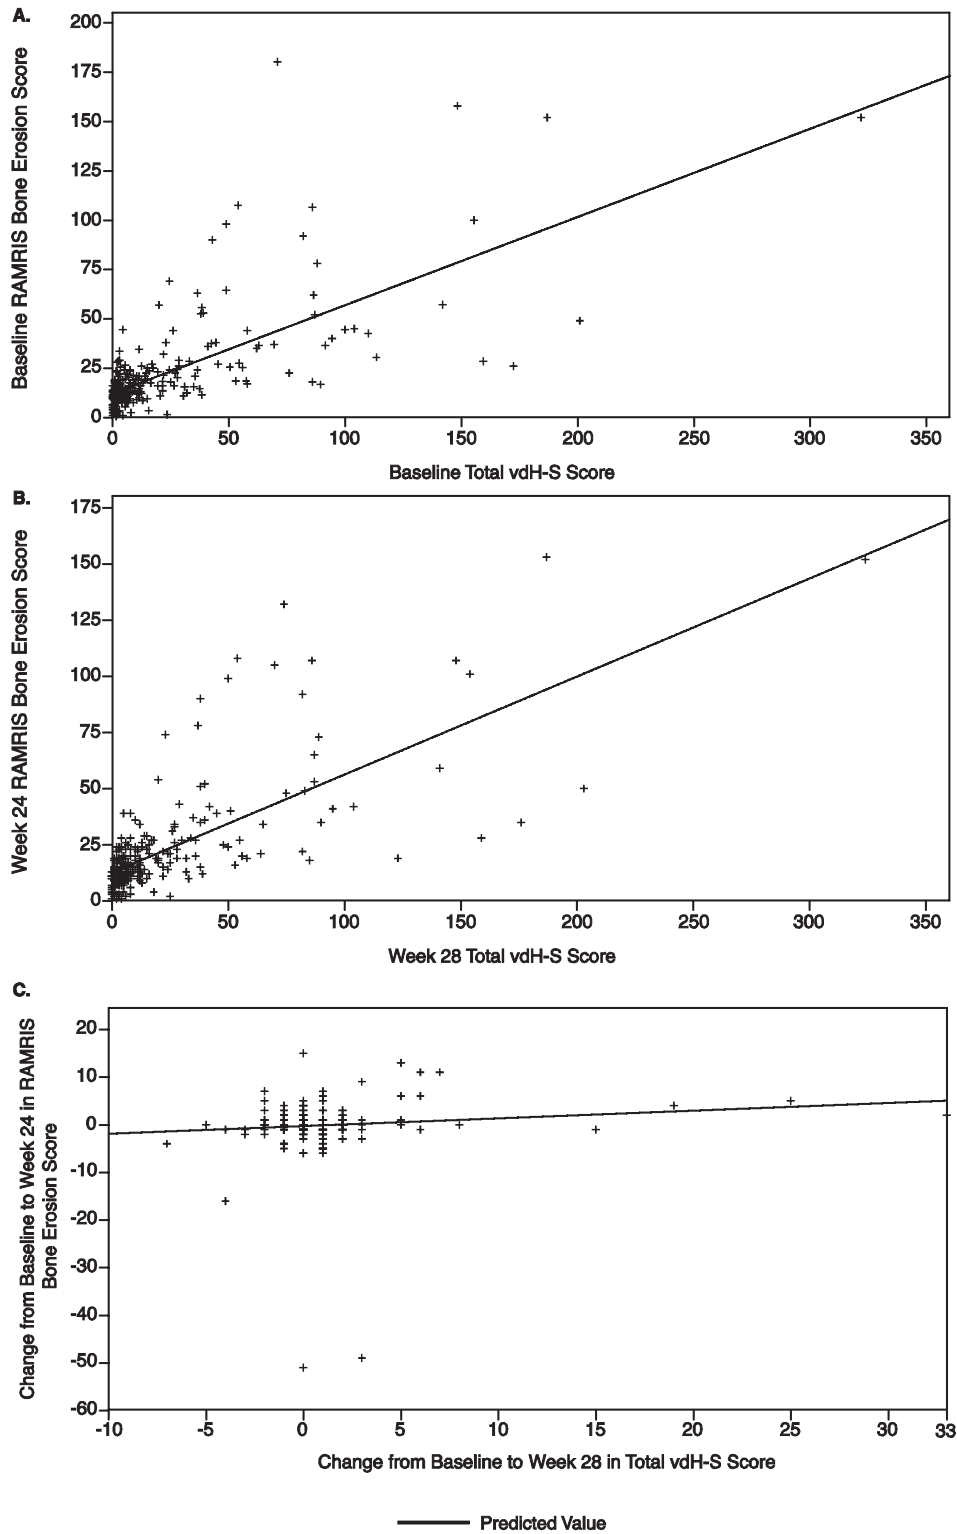 A.
Baseline RAMRIS Bone Erosion Score
200
175
150
125
100
75
50
25
0
0 50 100 150 200 250 300 350
Baseline Total vdH-S Score
B.
Week 24 RAMRIS Bone Erosion Score
175
150
125
100
75
50
25
0
0 50 100 150 200 250 300 350
Week 28 Total vdH-S Score
C.
Change from Baseline to Week 24 in RAMRIS
Bone Erosion Score
20
10
0
-10
-20
-30
-40
-50
-60
-10 -5 0 5 10 15 20 25 30 33
Change from Baseline to Week 28 in Total vdH-S Score
Predicted Value